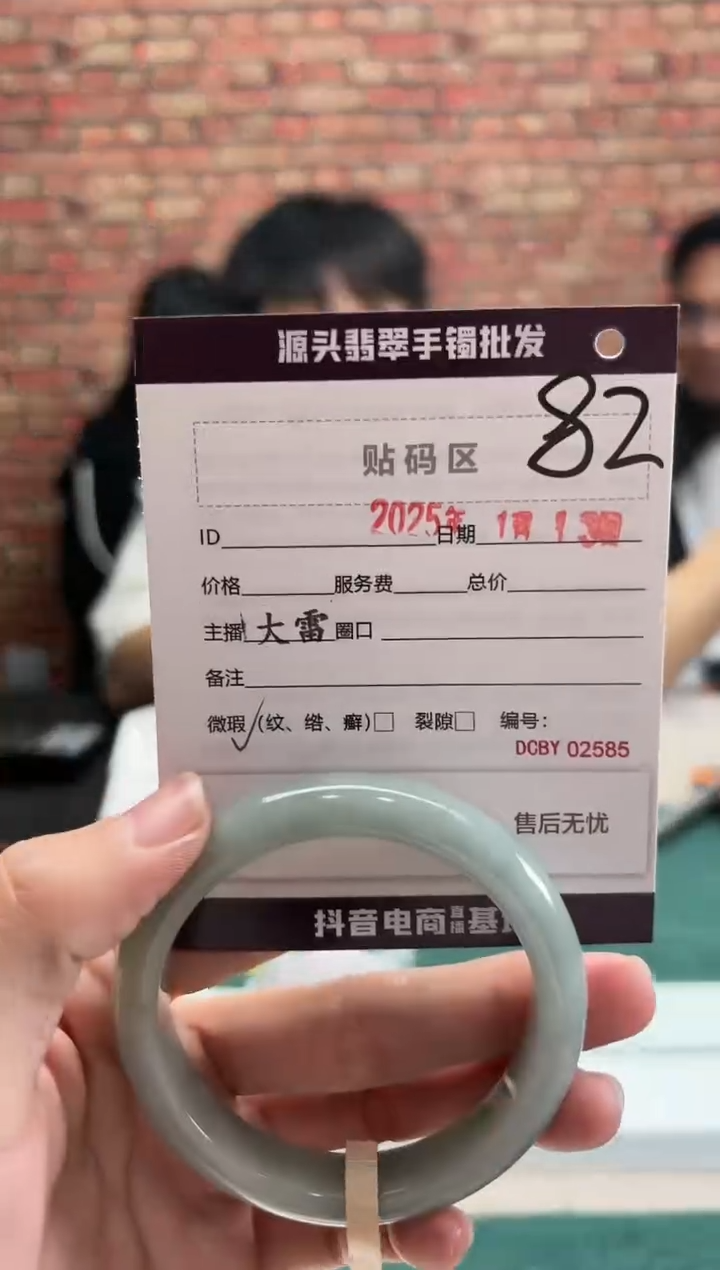 源头翡翠手镯批发
82
贴码区
ID 2025年 日期 1月13日
价格 服务费 总价
主播 大雷 圈口
备注
微瑕✓(纹、绺、癣)□ 裂隙□ 编号：
DCBY 02585
售后无忧
抖音电商直播基